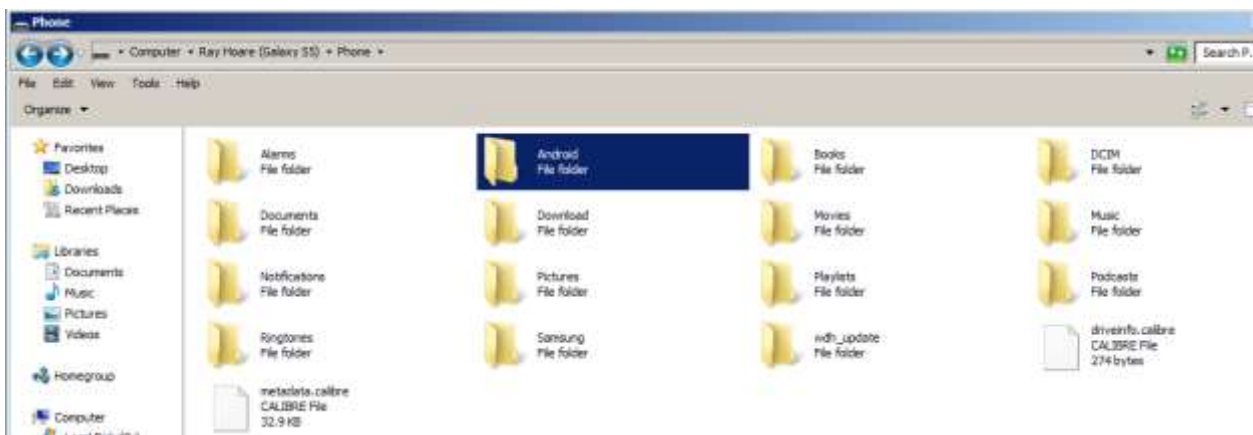 Phone
Computer Ray Hoare (Galaxy S5) Phone
Search P.
File Edit View Tools Help
Organize
Favorites
Desktop
Downloads
Recent Places
Libraries
Documents
Music
Pictures
Videos
Homegroup
Computer
Alarms
File folder
Android
File folder
Books
File folder
DCIM
File folder
Documents
File folder
Download
File folder
Movies
File folder
Music
File folder
Notifications
File folder
Pictures
File folder
Playlists
File folder
Podcasts
File folder
Ringtones
File folder
Samsung
File folder
wdh_update
File folder
driveinfo.calibre
CALIBRE File
274 bytes
metadata.calibre
CALIBRE File
32.9 KB